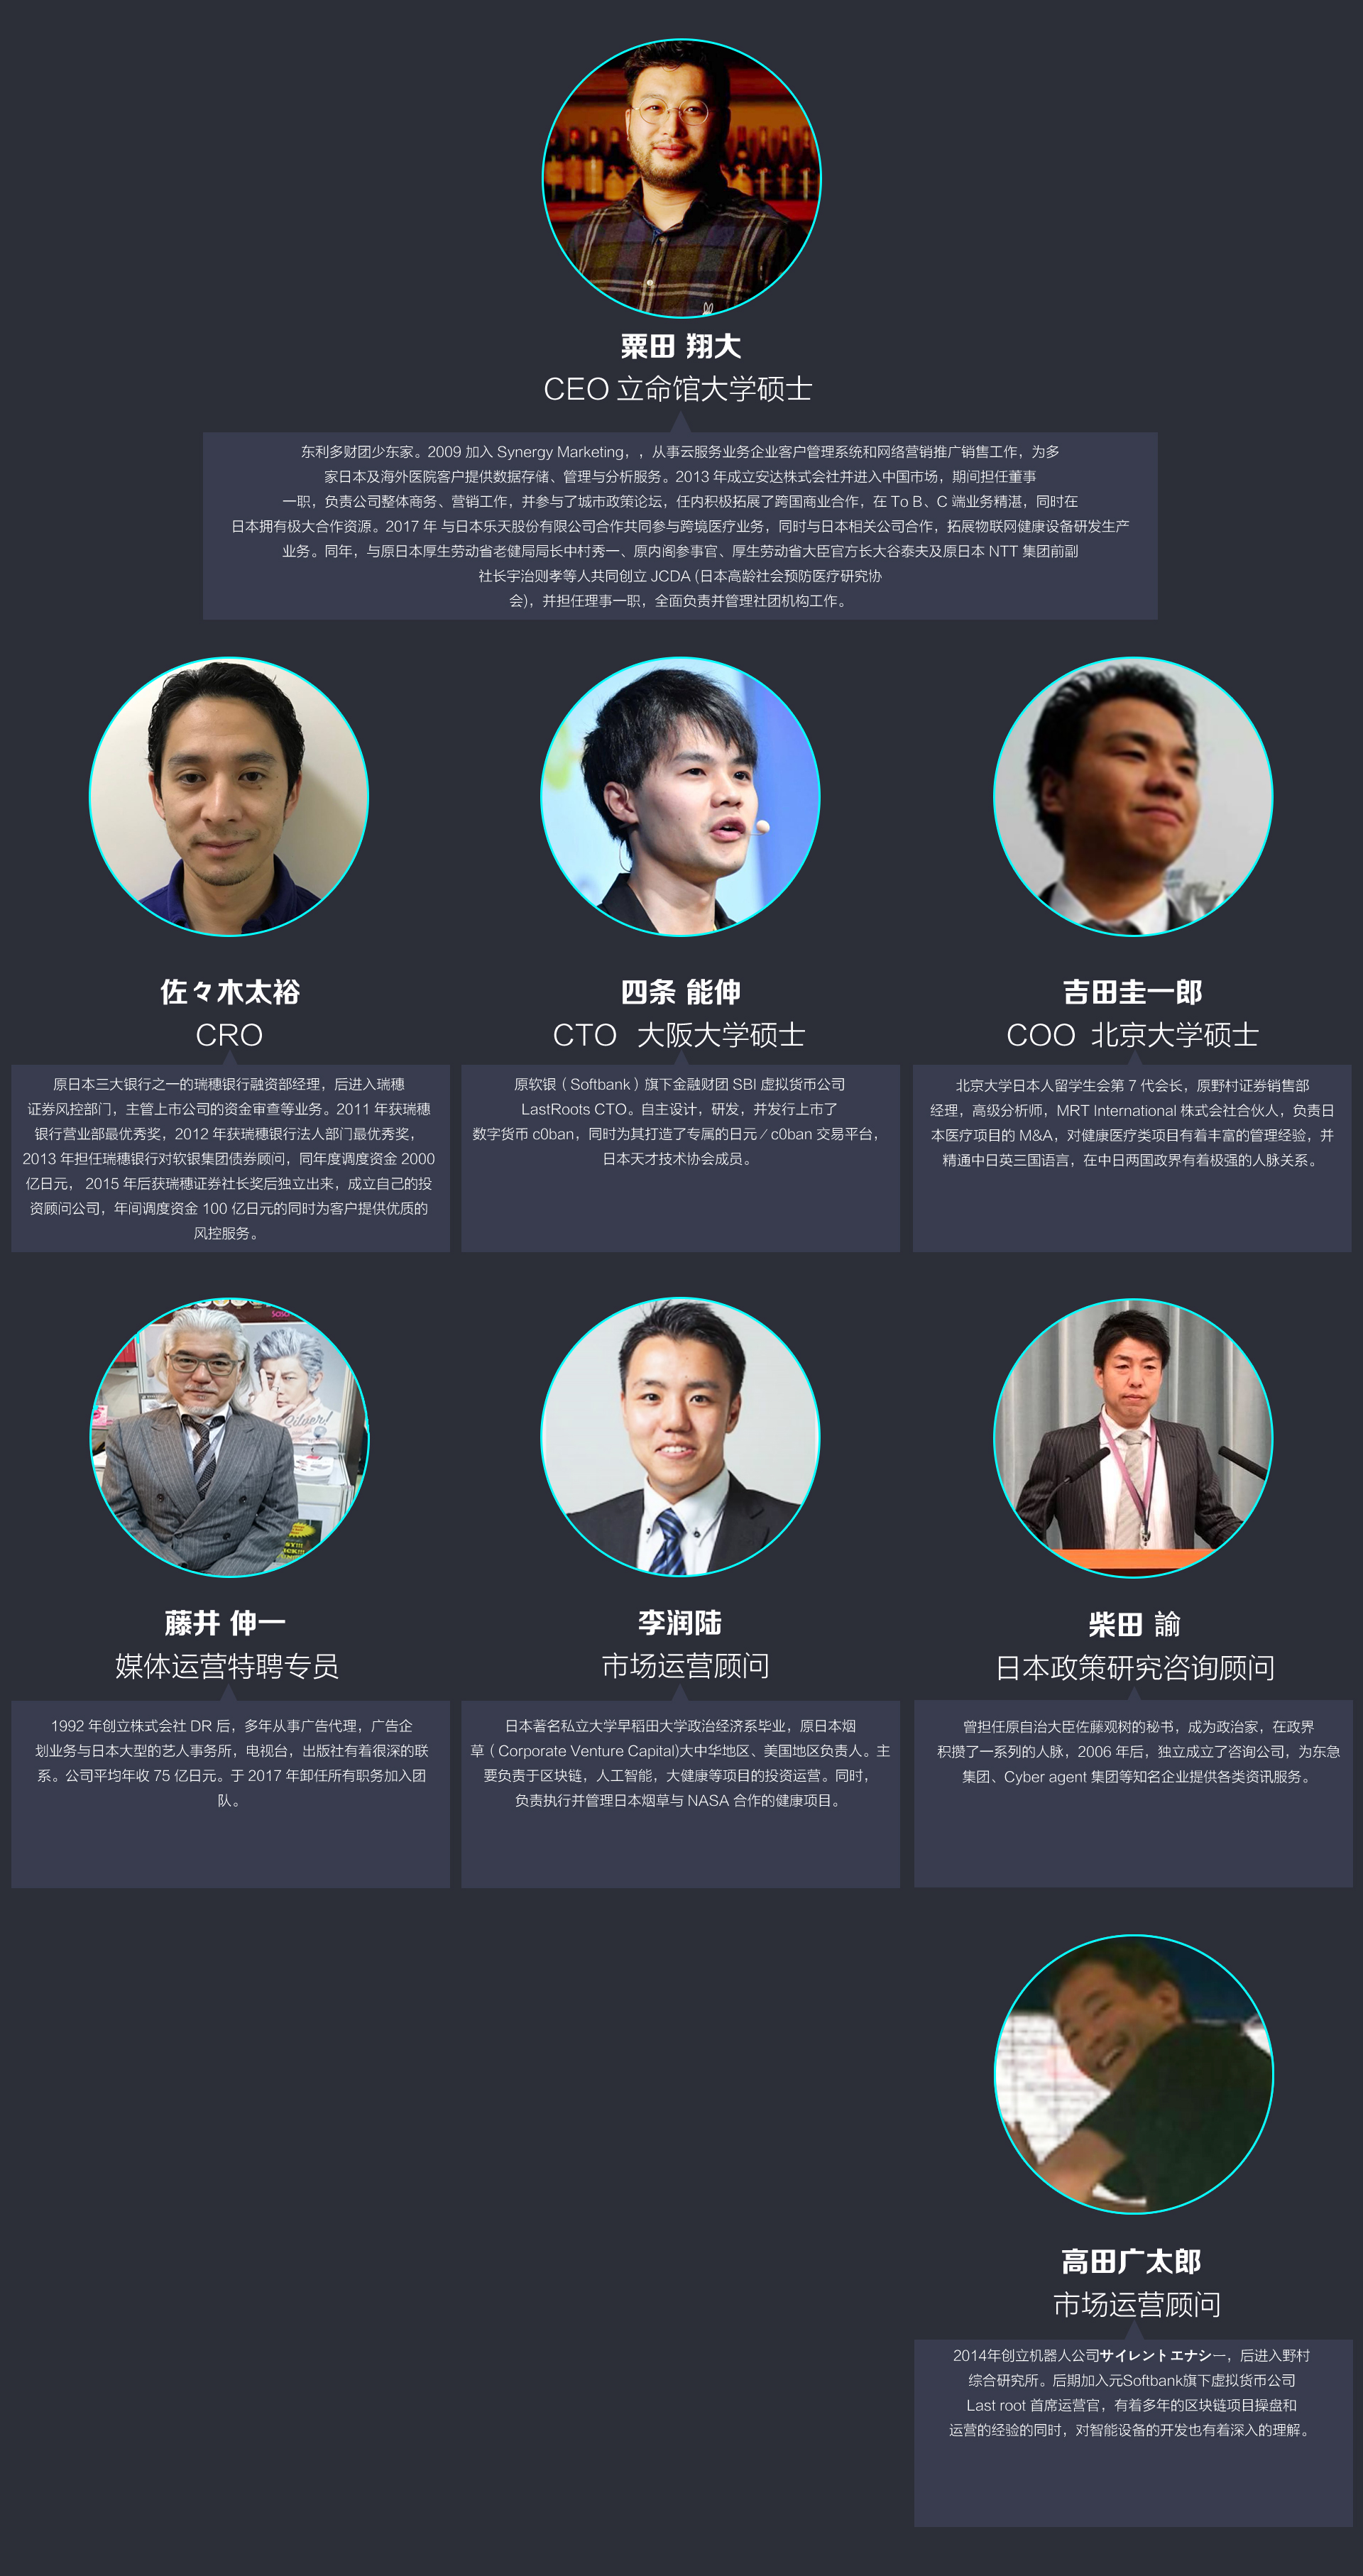 粟田 翔大
CEO 立命馆大学硕士
东利多财团少东家。2009 加入 Synergy Marketing，，从事云服务业务企业客户管理系统和网络营销推广销售工作，为多
家日本及海外医院客户提供数据存储、管理与分析服务。2013 年成立安达株式会社并进入中国市场，期间担任董事
一职，负责公司整体商务、营销工作，并参与了城市政策论坛，任内积极拓展了跨国商业合作，在 To B、C 端业务精湛，同时在
日本拥有极大合作资源。2017 年 与日本乐天股份有限公司合作共同参与跨境医疗业务，同时与日本相关公司合作，拓展物联网健康设备研发生产
业务。同年，与原日本厚生劳动省老健局局长中村秀一、原内阁参事官、厚生劳动省大臣官方长大谷泰夫及原日本 NTT 集团前副
社长宇治则孝等人共同创立 JCDA (日本高龄社会预防医疗研究协
会)，并担任理事一职，全面负责并管理社团机构工作。
佐々木太裕
CRO
原日本三大银行之一的瑞穗银行融资部经理，后进入瑞穗
证券风控部门，主管上市公司的资金审查等业务。2011 年获瑞穗
银行营业部最优秀奖，2012 年获瑞穗银行法人部门最优秀奖，
2013 年担任瑞穗银行对软银集团债券顾问，同年度调度资金 2000
亿日元， 2015 年后获瑞穗证券社长奖后独立出来，成立自己的投
资顾问公司，年间调度资金 100 亿日元的同时为客户提供优质的
风控服务。
四条 能伸
CTO 大阪大学硕士
原软银（Softbank）旗下金融财团 SBI 虚拟货币公司
LastRoots CTO。自主设计，研发，并发行上市了
数字货币 c0ban，同时为其打造了专属的日元／c0ban 交易平台，
日本天才技术协会成员。
吉田圭一郎
COO 北京大学硕士
北京大学日本人留学生会第 7 代会长，原野村证券销售部
经理，高级分析师，MRT International 株式会社合伙人，负责日
本医疗项目的 M&A，对健康医疗类项目有着丰富的管理经验，并
精通中日英三国语言，在中日两国政界有着极强的人脉关系。
sasa
Silver!
藤井 伸一
媒体运营特聘专员
1992 年创立株式会社 DR 后，多年从事广告代理，广告企
划业务与日本大型的艺人事务所，电视台，出版社有着很深的联
系。公司平均年收 75 亿日元。于 2017 年卸任所有职务加入团
队。
李润陆
市场运营顾问
日本著名私立大学早稻田大学政治经济系毕业，原日本烟
草（Corporate Venture Capital)大中华地区、美国地区负责人。主
要负责于区块链，人工智能，大健康等项目的投资运营。同时，
负责执行并管理日本烟草与 NASA 合作的健康项目。
柴田 諭
日本政策研究咨询顾问
曾担任原自治大臣佐藤观树的秘书，成为政治家，在政界
积攒了一系列的人脉，2006 年后，独立成立了咨询公司，为东急
集团、Cyber agent 集团等知名企业提供各类资讯服务。
高田广太郎
市场运营顾问
2014年创立机器人公司サイレントエナシー，后进入野村
综合研究所。后期加入元Softbank旗下虚拟货币公司
Last root 首席运营官，有着多年的区块链项目操盘和
运营的经验的同时，对智能设备的开发也有着深入的理解。